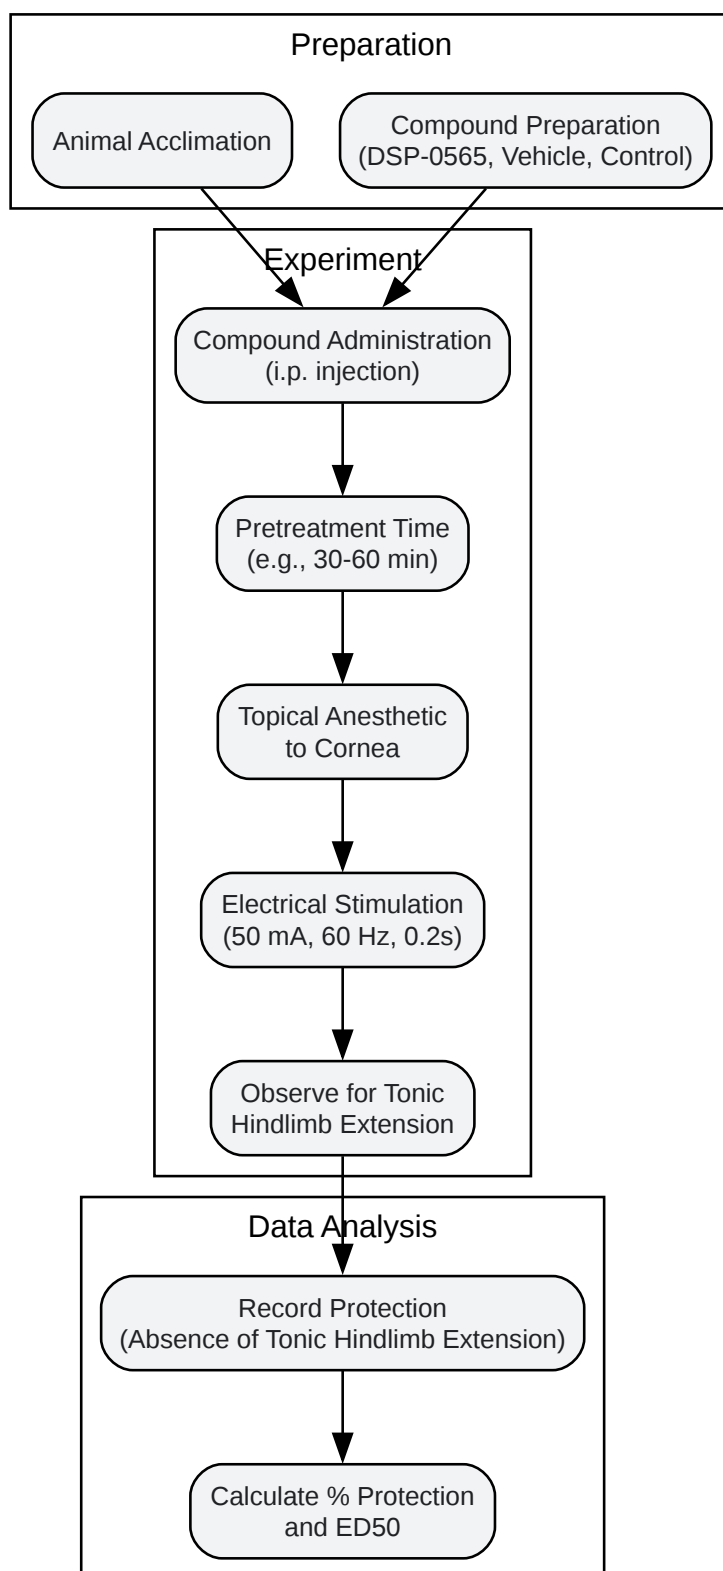 Preparation
Animal Acclimation
Compound Preparation
(DSP-0565, Vehicle, Control)
Experiment
Compound Administration
(i.p. injection)
Pretreatment Time
(e.g., 30-60 min)
Topical Anesthetic
to Cornea
Electrical Stimulation
(50 mA, 60 Hz, 0.2s)
Observe for Tonic
Hindlimb Extension
Data Analysis
Record Protection
(Absence of Tonic Hindlimb Extension)
Calculate % Protection
and ED50